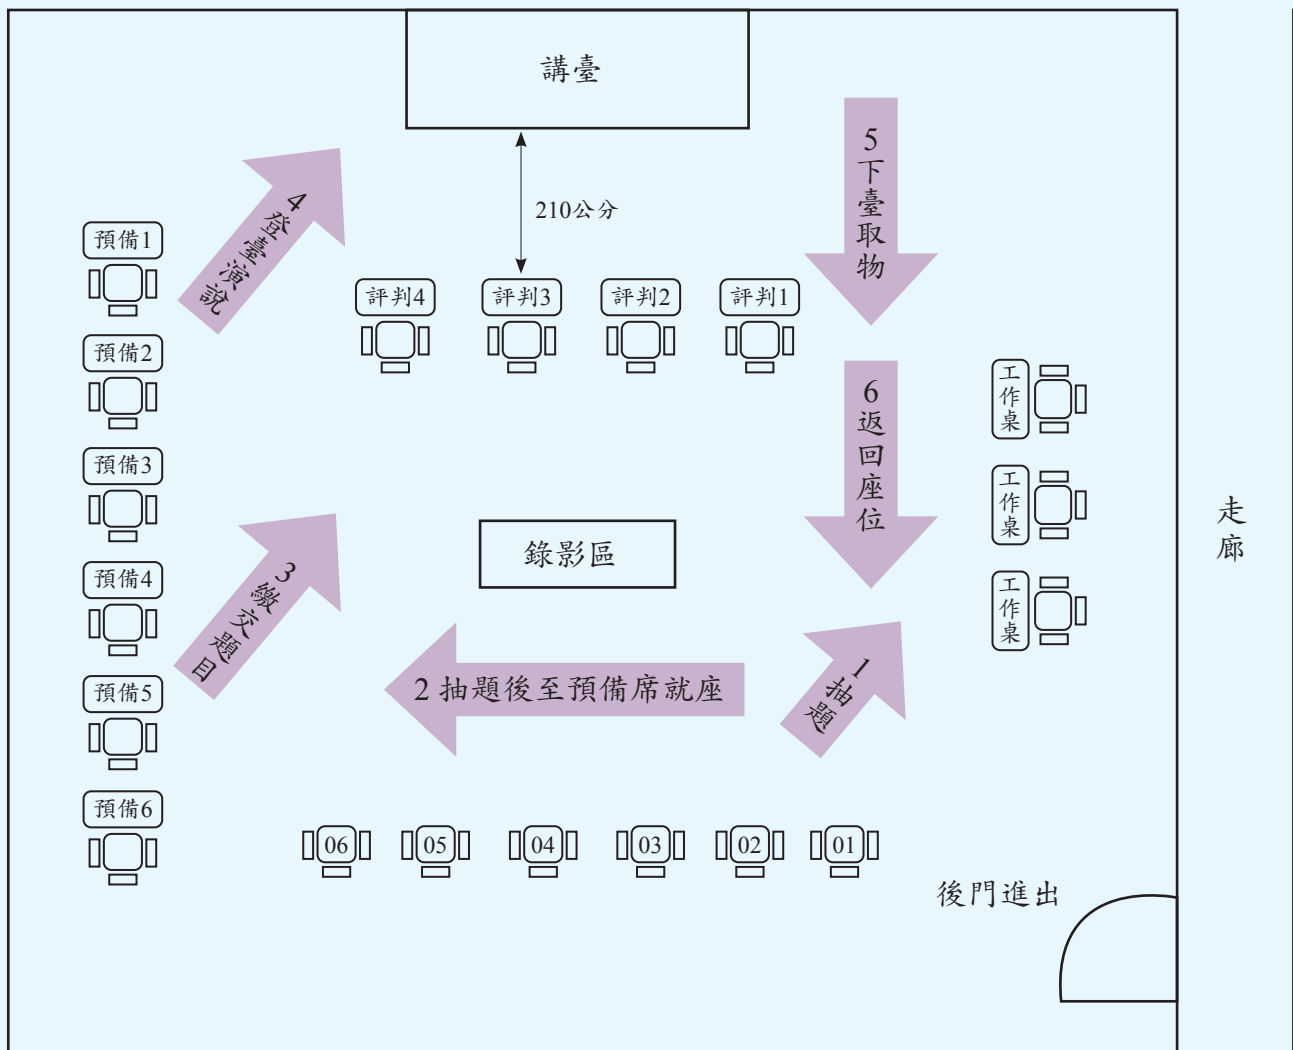 講臺
5下臺取物
210公分
4登臺演說
預備1
評判4
評判3
評判2
評判1
預備2
工作桌
6返回座位
預備3
工作桌
走廊
錄影區
3繳交題目
預備4
工作桌
1抽題
2 抽題後至預備席就座
預備5
預備6
06
05
04
03
02
01
後門進出